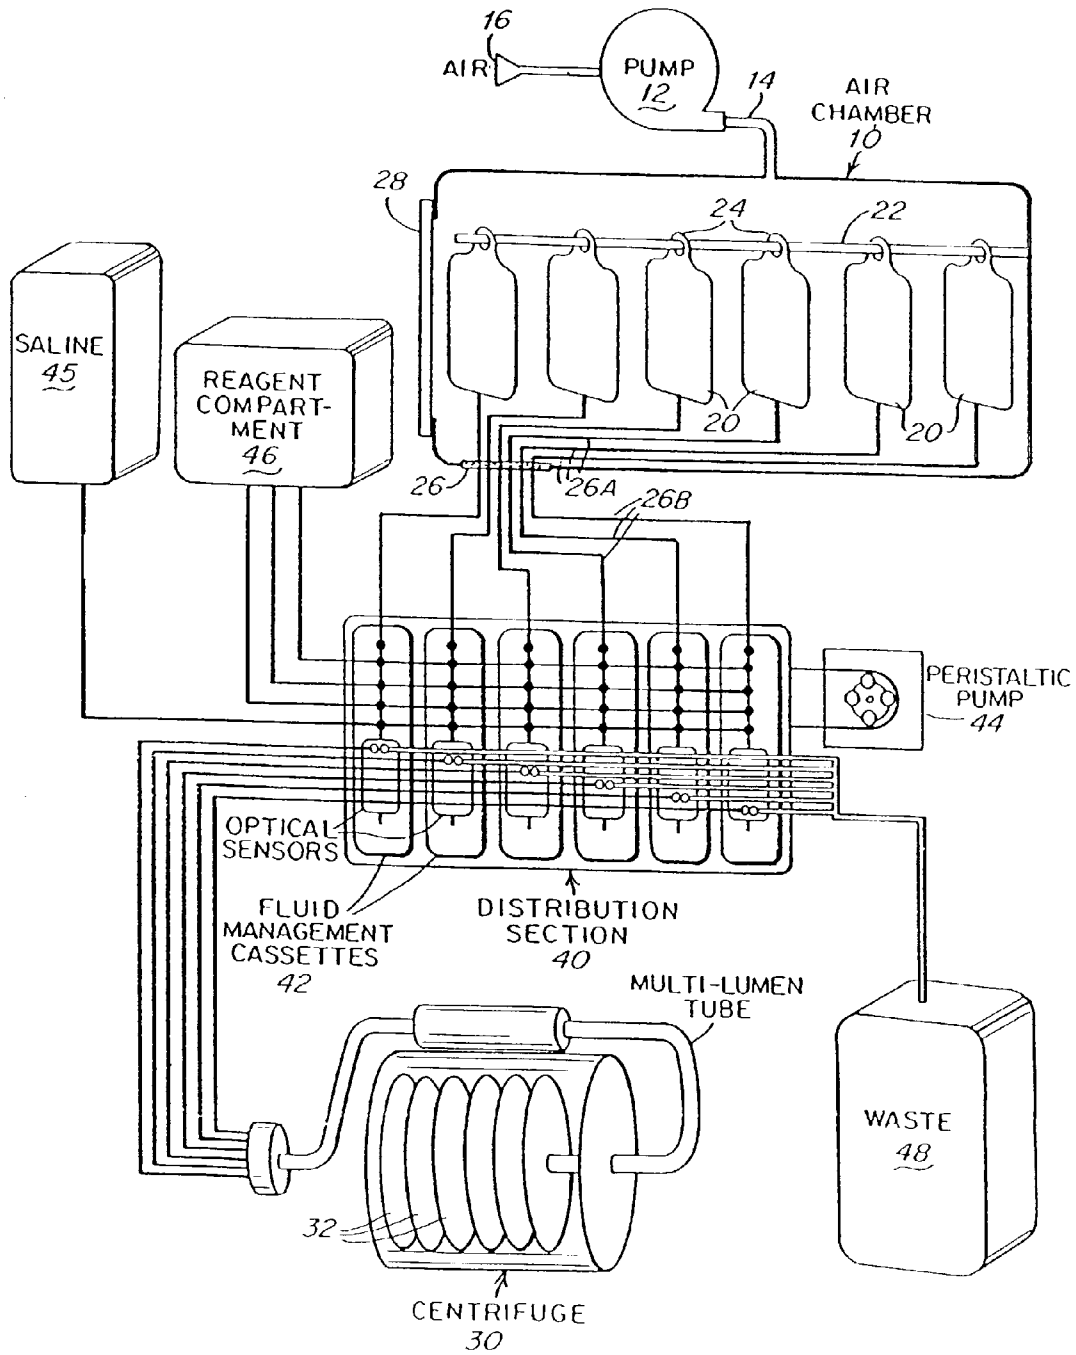 16
AIR
PUMP
12
14
AIR
CHAMBER
10
28
24
22
SALINE
45
REAGENT
COMPART-
MENT
46
20
20
26
26A
26B
PERISTALTIC
PUMP
44
OPTICAL
SENSORS
FLUID
MANAGEMENT
CASSETTES
42
DISTRIBUTION
SECTION
40
MULTI-LUMEN
TUBE
WASTE
48
32
CENTRIFUGE
30